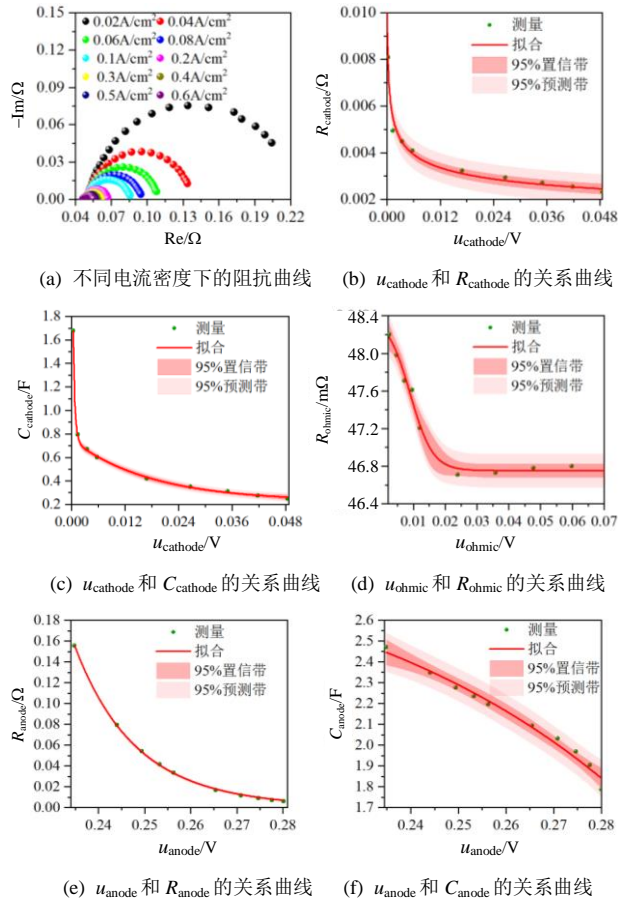 0.15
0.12
0.09
0.06
0.03
0.00
−Im/Ω
0.02A/cm² 0.04A/cm²
0.06A/cm² 0.08A/cm²
0.1A/cm² 0.2A/cm²
0.3A/cm² 0.4A/cm²
0.5A/cm² 0.6A/cm²
0.04 0.07 0.10 0.13 0.16 0.19 0.22
Re/Ω
(a) 不同电流密度下的阻抗曲线
0.010
0.008
0.006
0.004
0.002
R_cathode/Ω
测量
拟合
95%置信带
95%预测带
0.000 0.012 0.024 0.036 0.048
u_cathode/V
(b) u_cathode 和 R_cathode 的关系曲线
1.8
1.6
1.4
1.2
1.0
0.8
0.6
0.4
0.2
C_cathode/F
测量
拟合
95%置信带
95%预测带
0.000 0.012 0.024 0.036 0.048
u_cathode/V
(c) u_cathode 和 C_cathode 的关系曲线
48.4
48.0
47.6
47.2
46.8
46.4
R_ohmic/mΩ
测量
拟合
95%置信带
95%预测带
0.01 0.02 0.03 0.04 0.05 0.06 0.07
u_ohmic/V
(d) u_ohmic 和 R_ohmic 的关系曲线
0.18
0.16
0.14
0.12
0.10
0.08
0.06
0.04
0.02
0.00
R_anode/Ω
测量
拟合
95%置信带
95%预测带
0.24 0.25 0.26 0.27 0.28
u_anode/V
(e) u_anode 和 R_anode 的关系曲线
2.6
2.5
2.4
2.3
2.2
2.1
2.0
1.9
1.8
1.7
C_anode/F
测量
拟合
95%置信带
95%预测带
0.24 0.25 0.26 0.27 0.28
u_anode/V
(f) u_anode 和 C_anode 的关系曲线